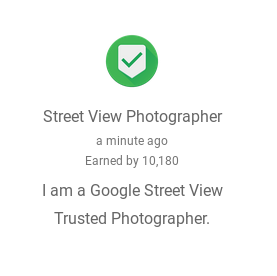 Street View Photographer
a minute ago
Earned by 10,180
I am a Google Street View
Trusted Photographer.